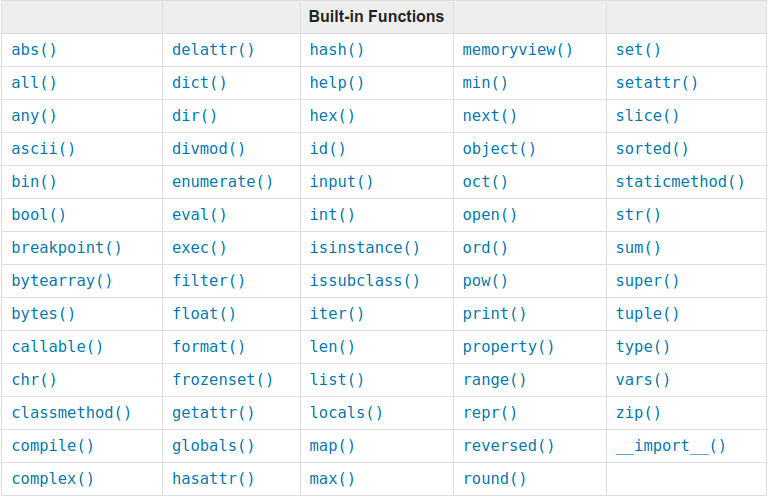 Built-in Functions
abs() delattr() hash() memoryview() set()
all() dict() help() min() setattr()
any() dir() hex() next() slice()
ascii() divmod() id() object() sorted()
bin() enumerate() input() oct() staticmethod()
bool() eval() int() open() str()
breakpoint() exec() isinstance() ord() sum()
bytearray() filter() issubclass() pow() super()
bytes() float() iter() print() tuple()
callable() format() len() property() type()
chr() frozenset() list() range() vars()
classmethod() getattr() locals() repr() zip()
compile() globals() map() reversed() __import__()
complex() hasattr() max() round()